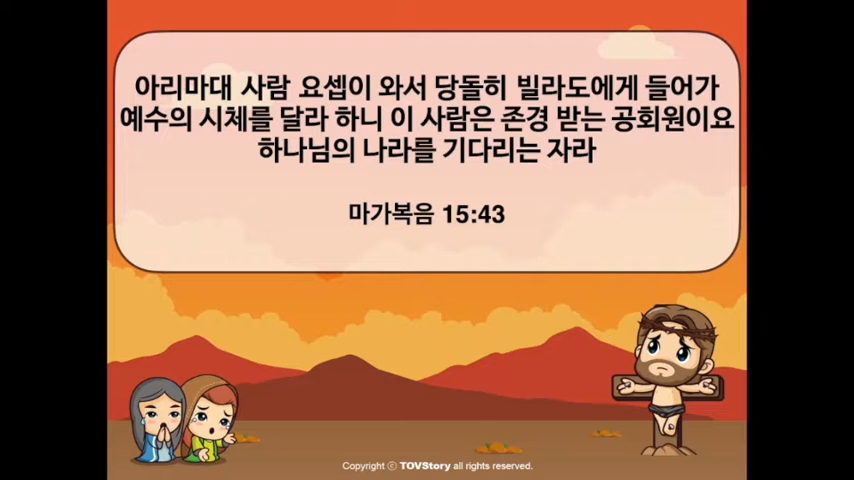 아리마대 사람 요셉이 와서 당돌히 빌라도에게 들어가
예수의 시체를 달라 하니 이 사람은 존경 받는 공회원이요
하나님의 나라를 기다리는 자라
마가복음 15:43
Copyright ⓒ TOVStory all rights reserved.